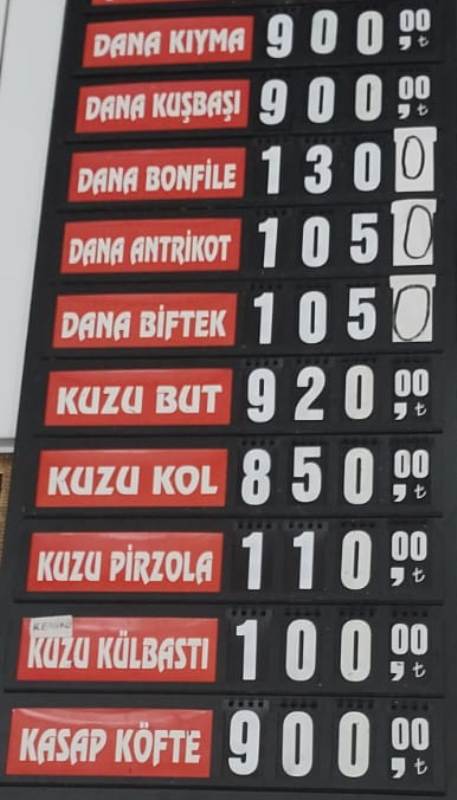 DANA KIYMA 900,00 ₺
DANA KUŞBAŞI 900,00 ₺
DANA BONFİLE 1300
DANA ANTRİKOT 1050
DANA BİFTEK 1050
KUZU BUT 920,00 ₺
KUZU KOL 850,00 ₺
KUZU PİRZOLA 110,00 ₺
KUZU KÜLBASTI 100,00 ₺
KASAP KÖFTE 900,00 ₺